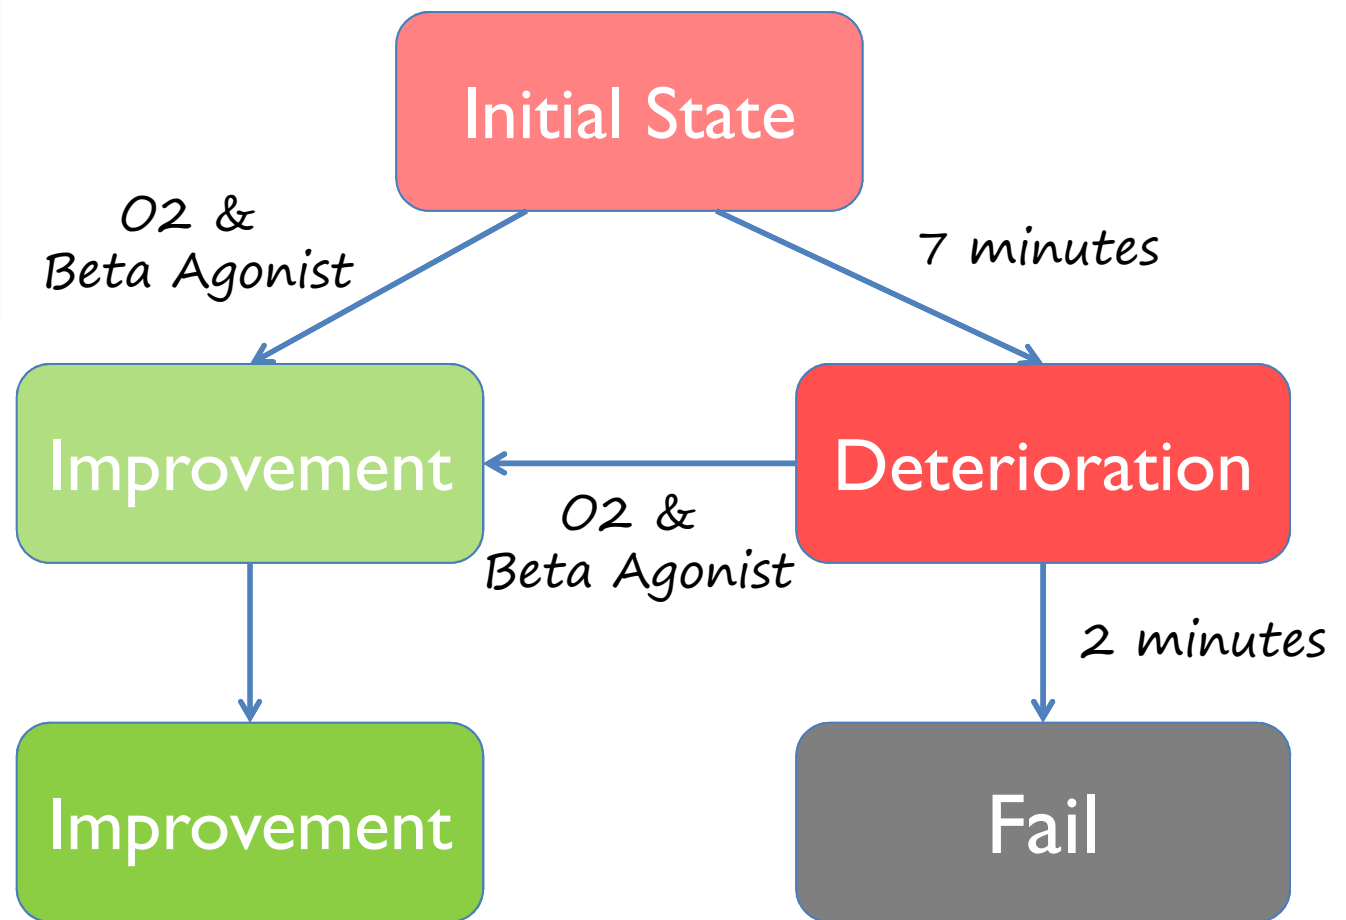 Initial State
O2 &
Beta Agonist
7 minutes
Improvement
Deterioration
O2 &
Beta Agonist
2 minutes
Improvement
Fail